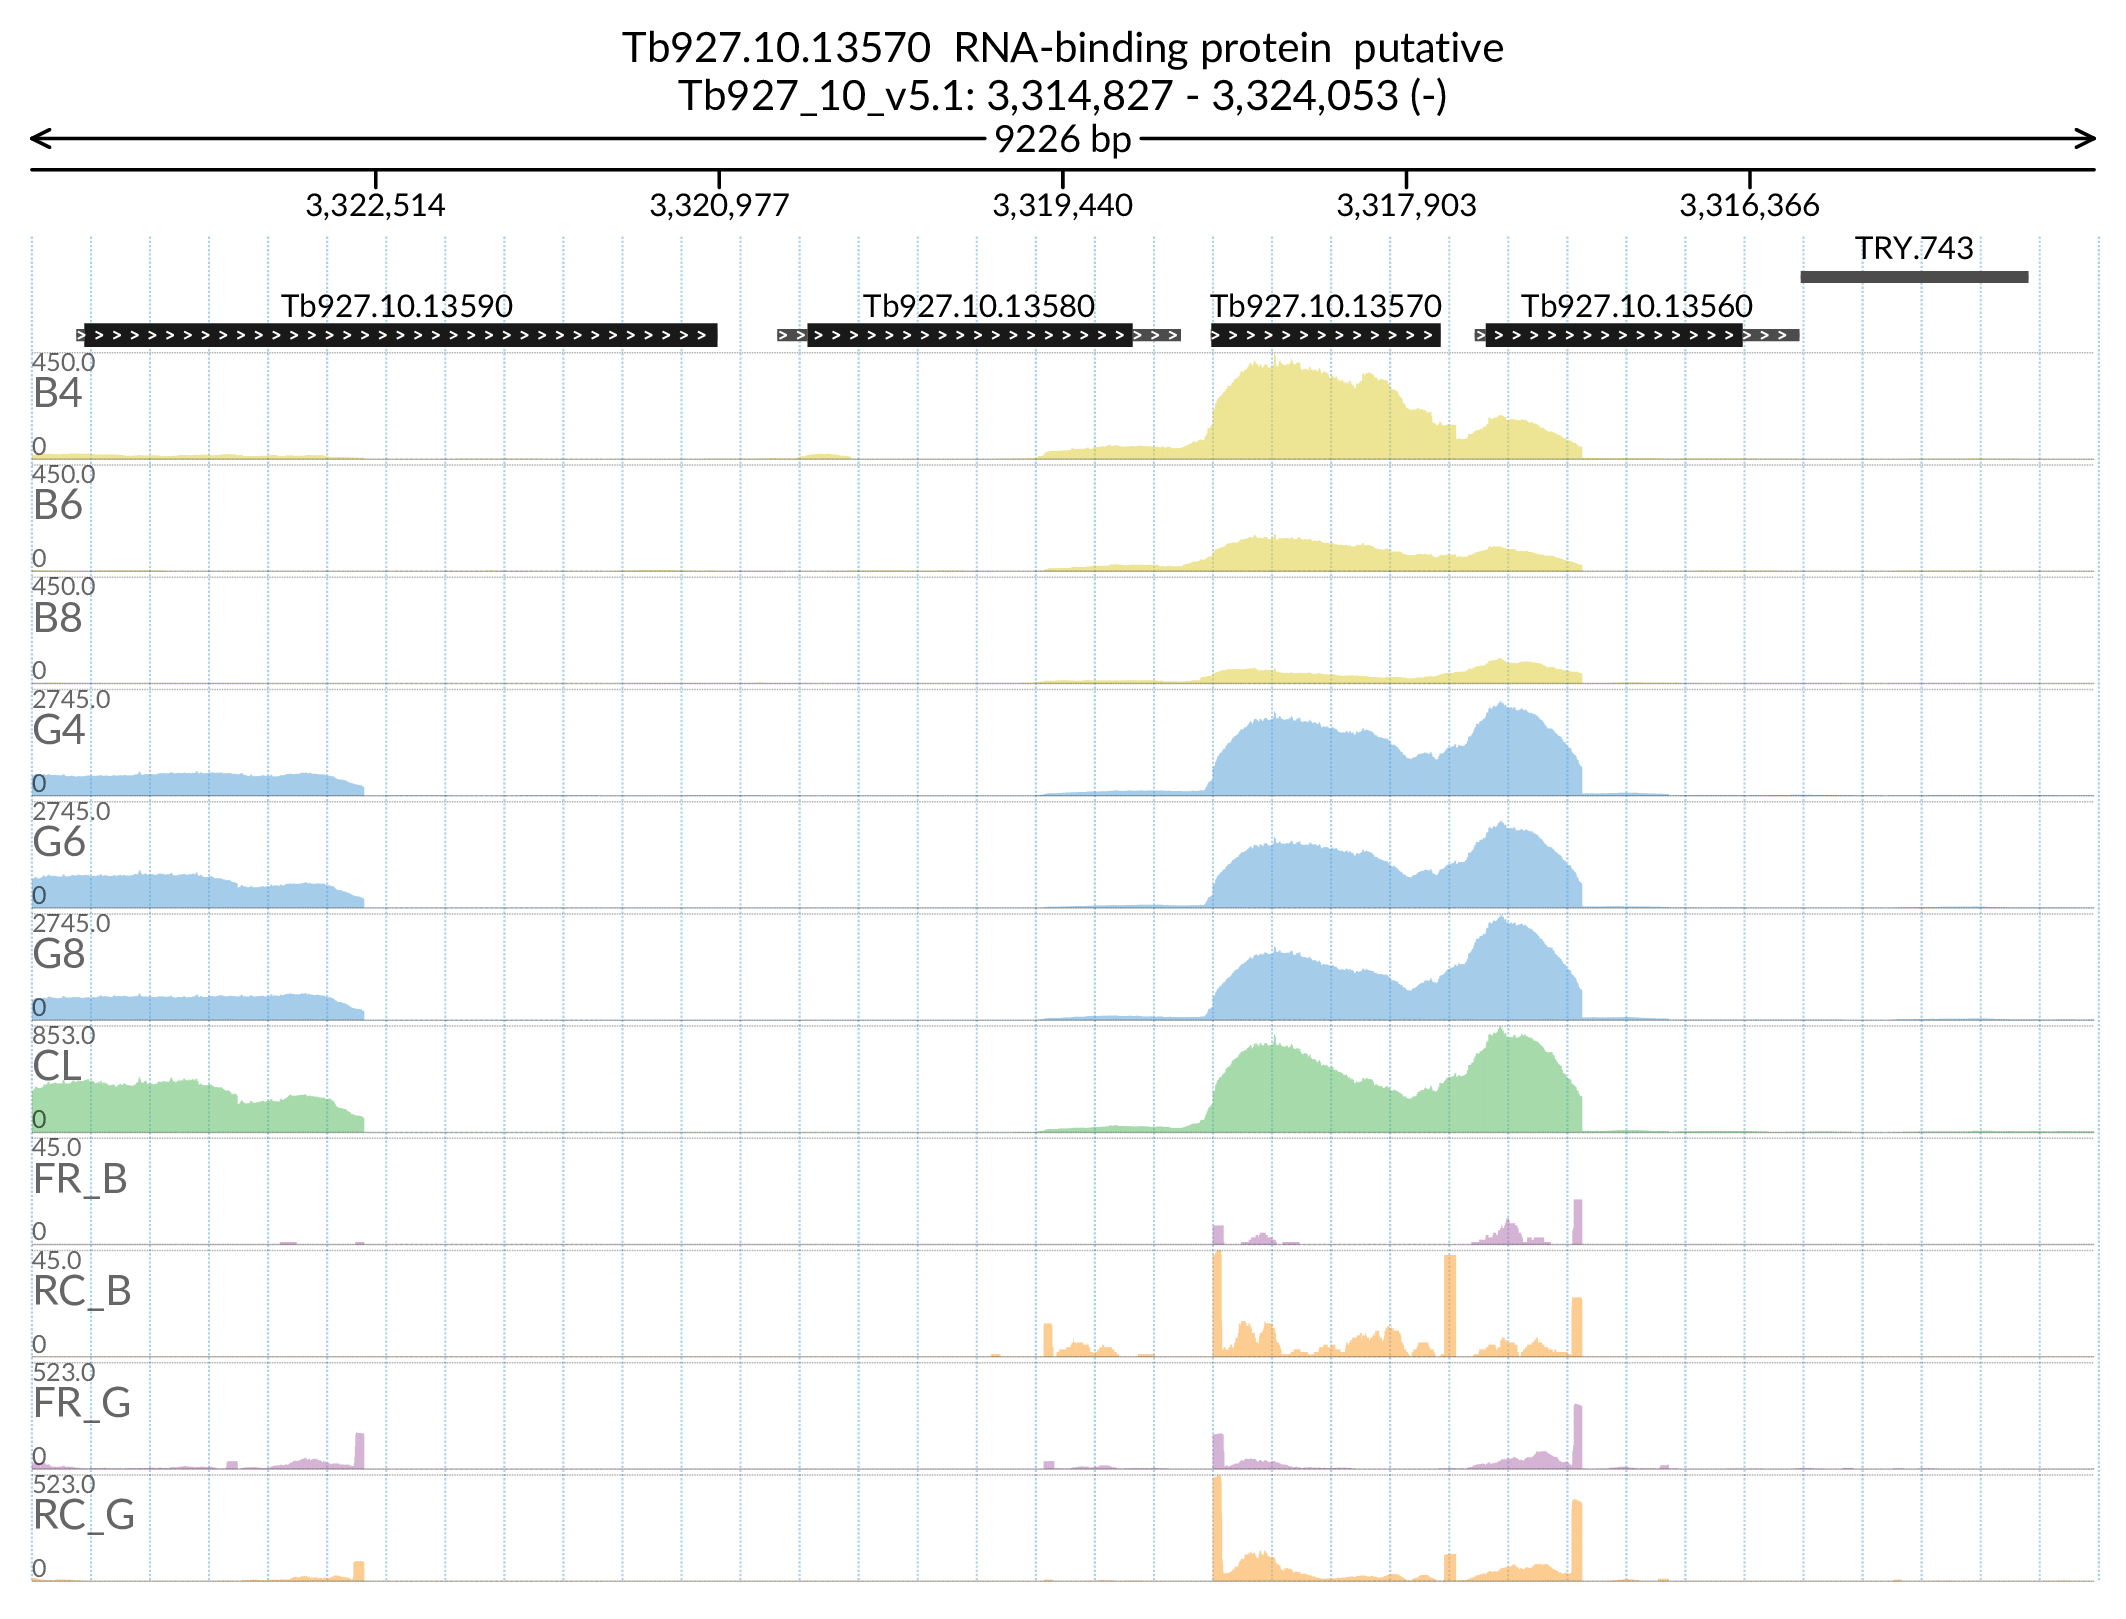 Tb927.10.13570  RNA-binding protein  putative
Tb927_10_v5.1: 3,314,827 - 3,324,053 (-)
9226 bp
3,322,514 3,320,977 3,319,440 3,317,903 3,316,366
TRY.743
Tb927.10.13590 Tb927.10.13580 Tb927.10.13570 Tb927.10.13560
450.0
B4
0
450.0
B6
0
450.0
B8
0
2745.0
G4
0
2745.0
G6
0
2745.0
G8
0
853.0
CL
0
45.0
FR_B
0
45.0
RC_B
0
523.0
FR_G
0
523.0
RC_G
0